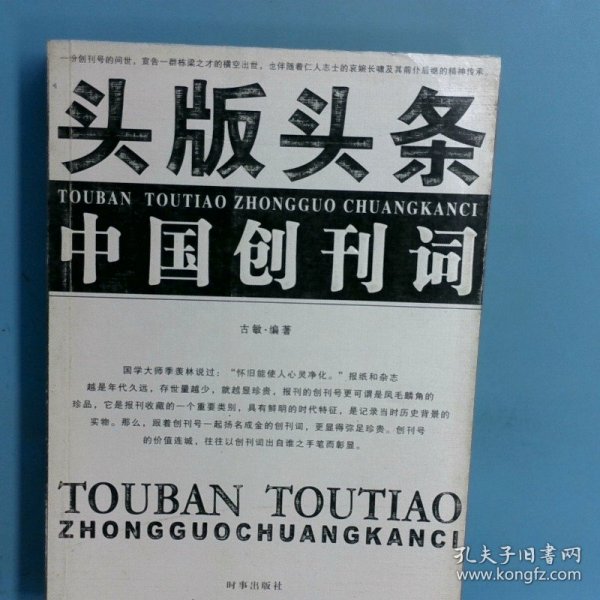 一份创刊号的问世，宣告一群栋梁之才的横空出世，也伴随着仁人志士的哀婉长啸及其前仆后继的精神传承。
头版头条
TOUBAN TOUTIAO ZHONGGUO CHUANGKANCI
中国创刊词
古敏·编著
国学大师季羡林说过：“怀旧能使人心灵净化。”报纸和杂志
越是年代久远，存世量越少，就越显珍贵，报刊的创刊号更可谓是凤毛麟角的
珍品，它是报刊收藏的一个重要类别，具有鲜明的时代特征，是记录当时历史背景的
实物。那么，跟着创刊号一起扬名成金的创刊词，更显得弥足珍贵。创刊号
的价值连城，往往以创刊词出自谁之手笔而彰显。
TOUBAN TOUTIAO
ZHONGGUOCHUANGKANCI
时事出版社
孔夫子旧书网
www.kongfz.com